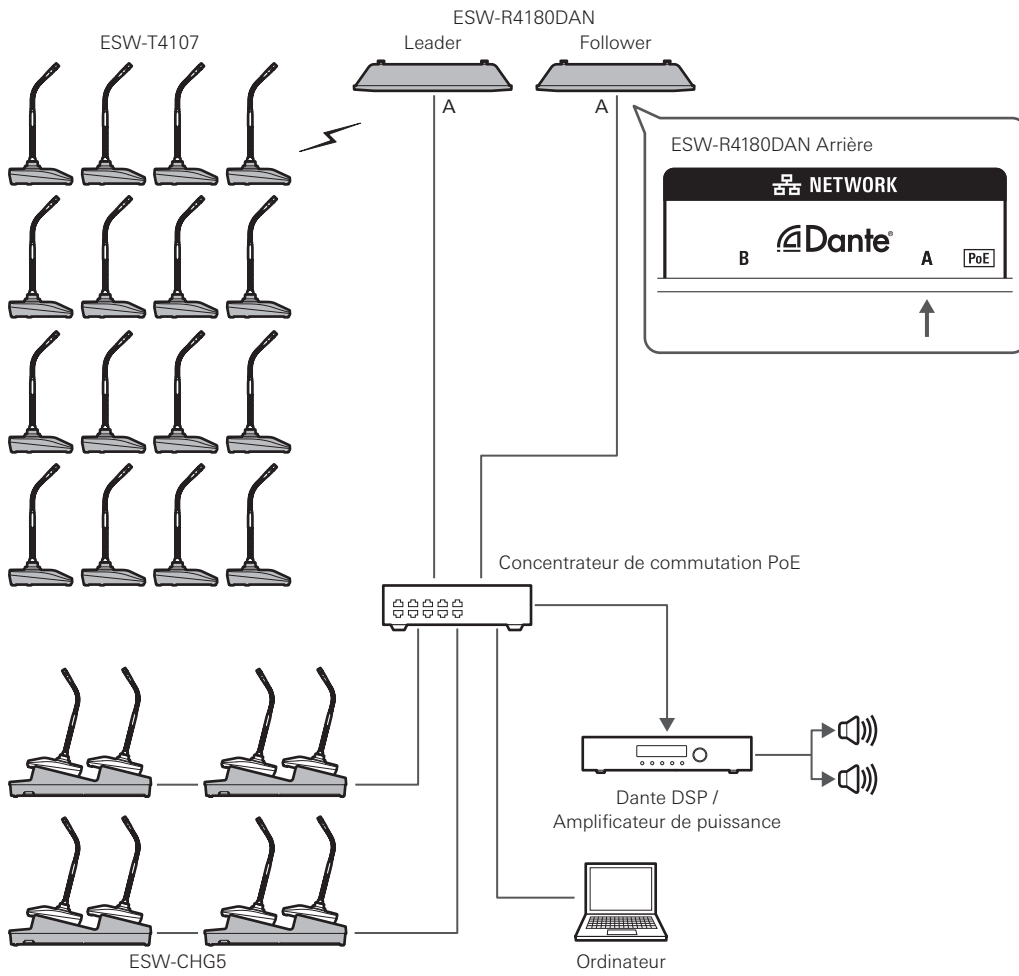 ESW-R4180DAN
ESW-T4107
Leader
Follower
A
A
ESW-R4180DAN Arrière
NETWORK
Dante®
B
A
PoE
Concentrateur de commutation PoE
Dante DSP /
Amplificateur de puissance
ESW-CHG5
Ordinateur